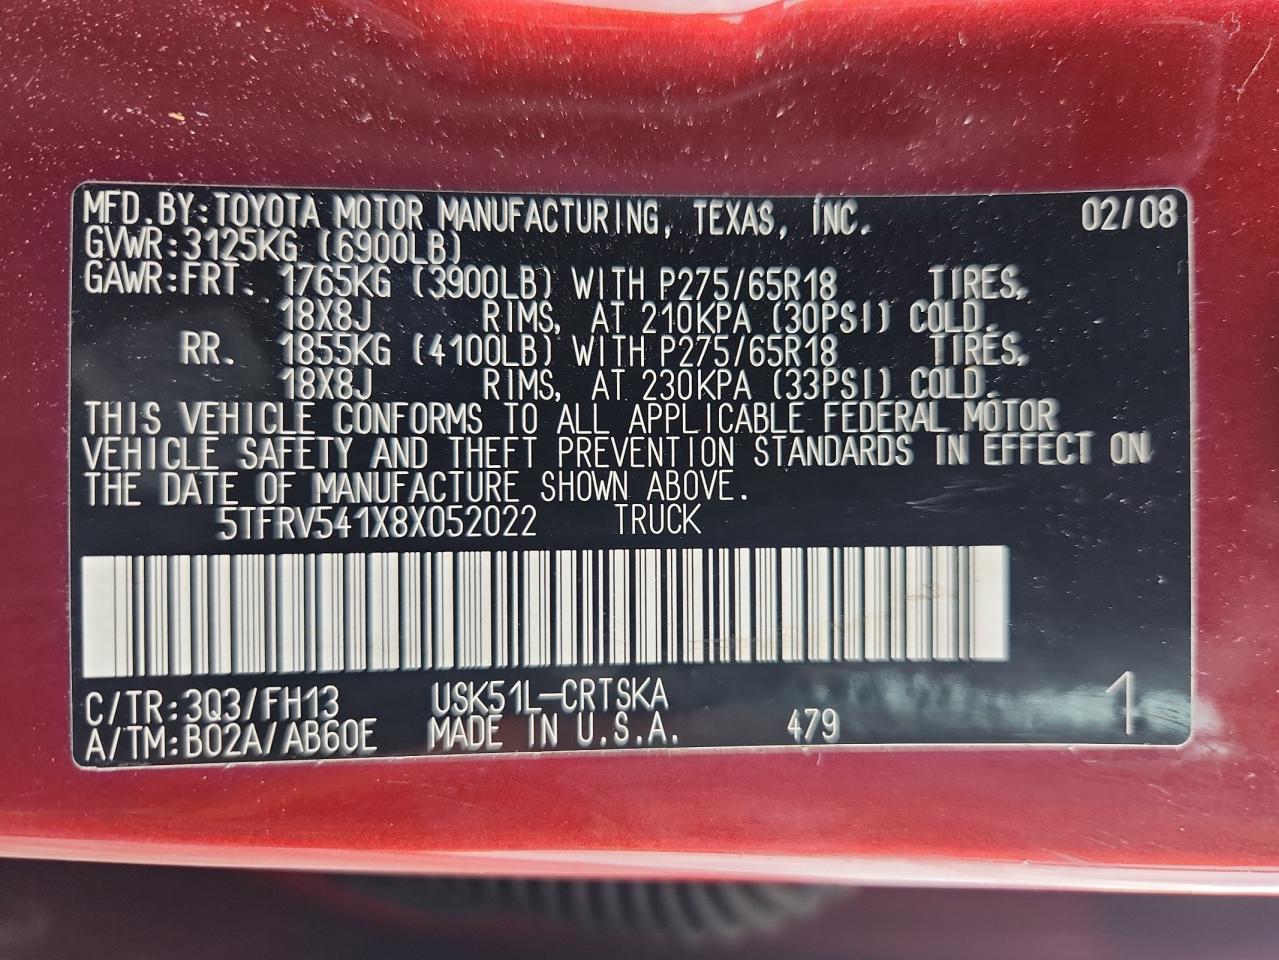 MFD.BY:TOYOTA MOTOR MANUFACTURING, TEXAS, INC. 02/08
GVWR:3125KG (6900LB)
GAWR:FRT. 1765KG (3900LB) WITH P275/65R18 TIRES,
18X8J RIMS, AT 210KPA (30PSI) COLD.
RR. 1855KG (4100LB) WITH P275/65R18 TIRES,
18X8J RIMS, AT 230KPA (33PSI) COLD.
THIS VEHICLE CONFORMS TO ALL APPLICABLE FEDERAL MOTOR
VEHICLE SAFETY AND THEFT PREVENTION STANDARDS IN EFFECT ON
THE DATE OF MANUFACTURE SHOWN ABOVE.
5TFRV541X8X052022 TRUCK
C/TR:3Q3/FH13 USK51L-CRTSKA
A/TM:B02A/AB60E MADE IN U.S.A. 479 1